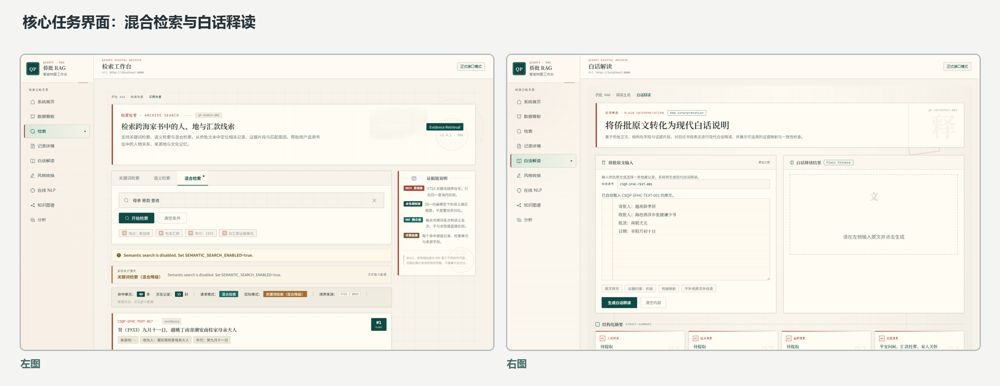 核心任务界面：混合检索与白话释读
QP
QIAOPI · RAG
侨批 RAG
智能档案工作台
档案功能目录
系统首页
数据看板
检索
记录详情
白话解读
风格转换
在线 NLP
知识图谱
分析
QIAOPI DIGITAL ARCHIVE
检索工作台
API http://localhost:8000
正式接口模式
侨批 RAG · 档案检索 · 证据检索
档案检索 · ARCHIVE SEARCH
QP-SEARCH-001
检索跨海家书中的人、地与汇款线索
支持关键词检索、语义检索与混合检索，从侨批文本中定位相关记录、证据片段与匹配原因，帮助用户追溯书
信中的人物关系、来源地与文化记忆。
Evidence Retrieval
v2.4.1 · RAG
关键词检索
语义检索
混合检索
母亲 寄款 查收
开始检索
清空条件
地点：新加坡
包含汇款
年代：1933
仅汇款证据单元
证据链说明
BM25 原始值
FTS5 关键词排序信号；只
在同一查询内比较。
余弦相似度
同一向量模型下的语义接近
程度，不是置信百分比。
RRF 融合值
融合关键词名次和语义名
次，不与余弦值直接比较。
证据追溯
每个命中保留记录、检索单元
与来源字段。
BM25、余弦相似度与 RRF 属于不同排序尺度。
页面仅展示各自的排序贡献，不换算为百分比。
Semantic search is disabled. Set SEMANTIC_SEARCH_ENABLED=true.
实际执行模式
关键词检索（混合降级）
Semantic search is disabled. Set SEMANTIC_SEARCH_ENABLED=true.
正式接口数据
命中单元： 40 条 涉及记录： 15 封 请求模式： 混合检索 实际模式： 关键词检索（混合降级） 排序来源： FTS5 / BM25
数据状态：正式接口数据
CSQP-SFHC-TEXT-017
remittance
癸（1933）九月十一日，越姚丁南寄潮安南桂家母亲大人
来源地：-
收信人：潮安南桂家母亲大人
年代：癸九月十一日
#1
RANK
左图
QP
QIAOPI · RAG
侨批 RAG
智能档案工作台
档案功能目录
系统首页
数据看板
检索
记录详情
白话解读
风格转换
在线 NLP
知识图谱
分析
QIAOPI DIGITAL ARCHIVE
白话解读
API http://localhost:8000
正式接口模式
侨批 RAG · 释读生成 · 白话释读
白话释读 · PLAIN INTERPRETATION
RAG Interpretation
将侨批原文转化为现代白话说明
基于侨批正文、结构化字段与证据片段，对旧式书信表达进行现代白话释读，并展示可追溯的证据映射与一致性检查。
QP-INTERPRET-001
释
侨批原文输入
原始文献
输入侨批原文或选择一条档案记录，系统将生成现代白话释读。
档案编号
CSQP-SFHC-TEXT-001
已自动载入 CSQP-SFHC-TEXT-001 的原文。
寄批人：越南薛孝居
收批人：海邑西洋乡张捷谦少爷
批款：荷银弍元
日期：辛阳月初十日
原文转写
证据约束：开启
句级映射
不补充原文外信息
生成白话释读
清空内容
白话释读结果
Plain Chinese
文
请在左侧输入原文并点击生成
结构化摘要 STRUCT-SUMMARY
01 人物关系
待提取
01
02 地点信息
待提取
02
03 金额信息
待提取
03
04 主题信息
平安问候、汇款托带、家人关怀
04
右图